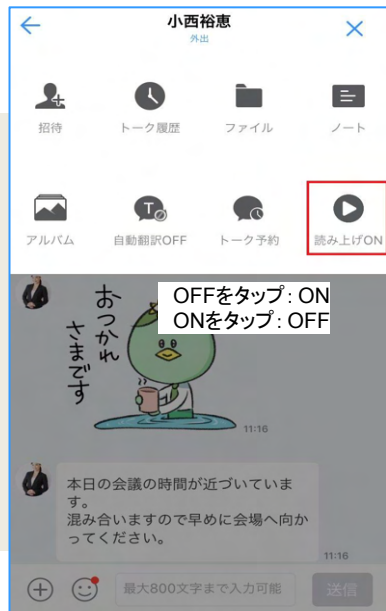 小西裕恵
外出
招待
トーク履歴
ファイル
ノート
アルバム
自動翻訳OFF
トーク予約
読み上げON
OFFをタップ：ON
ONをタップ：OFF
おつかれ
さまです
11:16
本日の会議の時間が近づいていま
す。
混み合いますので早めに会場へ向か
ってください。
11:16
最大800文字まで入力可能
送信